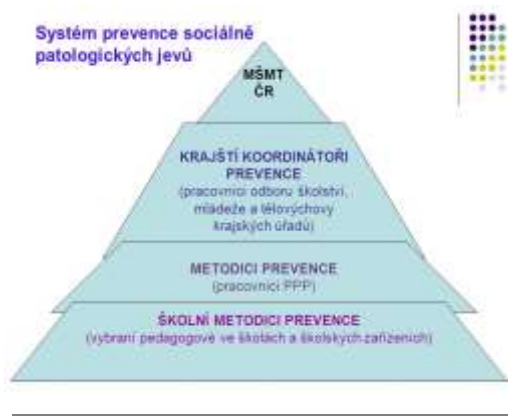 Systém prevence sociálně
patologických jevů
MŠMT
ČR
KRAJŠTÍ KOORDINÁTOŘI
PREVENCE
(pracovníci odboru školství,
mládeže a tělovýchovy
krajských úřadů)
METODICI PREVENCE
(pracovníci PPP)
ŠKOLNÍ METODICI PREVENCE
(vybraní pedagogové ve školách a školských zařízeních)